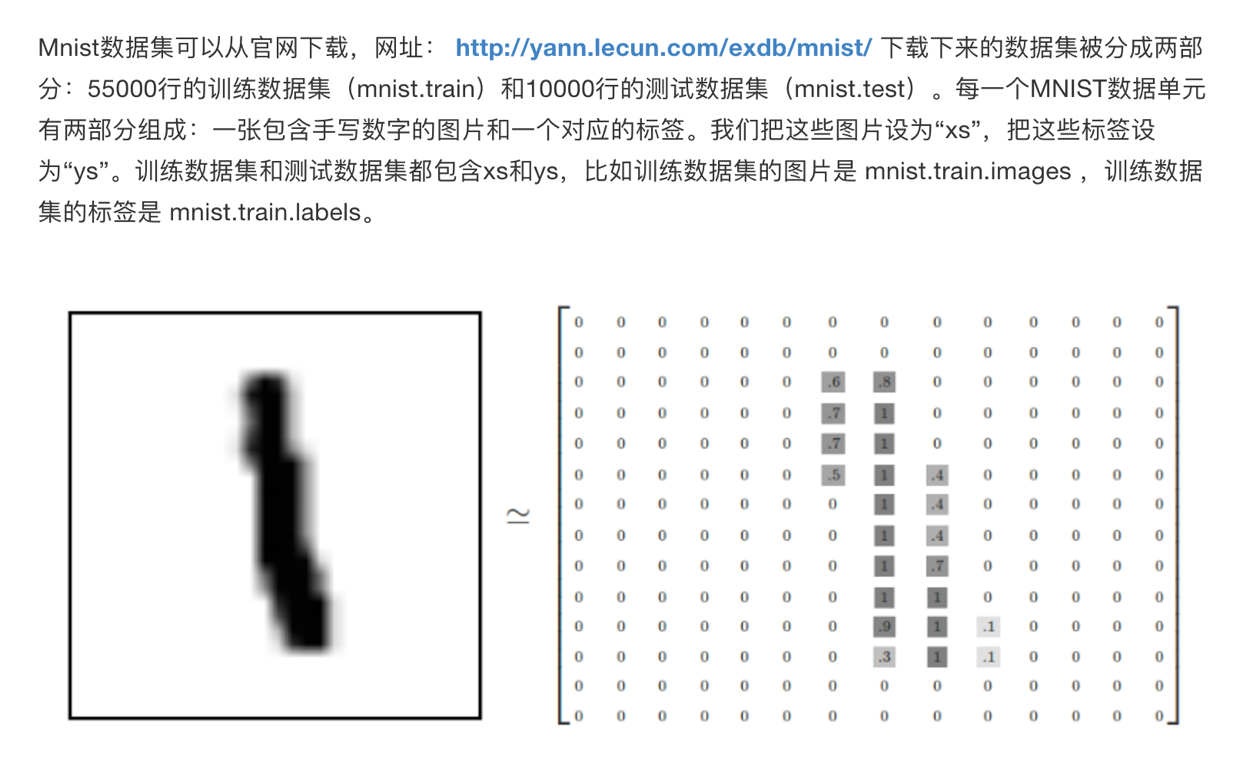 Mnist数据集可以从官网下载，网址： http://yann.lecun.com/exdb/mnist/ 下载下来的数据集被分成两部
分：55000行的训练数据集（mnist.train）和10000行的测试数据集（mnist.test）。每一个MNIST数据单元
有两部分组成：一张包含手写数字的图片和一个对应的标签。我们把这些图片设为“xs”，把这些标签设
为“ys”。训练数据集和测试数据集都包含xs和ys，比如训练数据集的图片是 mnist.train.images ，训练数据
集的标签是 mnist.train.labels。
≃
0 0 0 0 0 0 0 0 0 0 0 0 0 0
0 0 0 0 0 0 0 0 0 0 0 0 0 0
0 0 0 0 0 0 .6 .8 0 0 0 0 0 0
0 0 0 0 0 0 .7 1 0 0 0 0 0 0
0 0 0 0 0 0 .7 1 0 0 0 0 0 0
0 0 0 0 0 0 .5 1 .4 0 0 0 0 0
0 0 0 0 0 0 0 1 .4 0 0 0 0 0
0 0 0 0 0 0 0 1 .4 0 0 0 0 0
0 0 0 0 0 0 0 1 .7 0 0 0 0 0
0 0 0 0 0 0 0 1 1 0 0 0 0 0
0 0 0 0 0 0 0 .9 1 .1 0 0 0 0
0 0 0 0 0 0 0 .3 1 .1 0 0 0 0
0 0 0 0 0 0 0 0 0 0 0 0 0 0
0 0 0 0 0 0 0 0 0 0 0 0 0 0